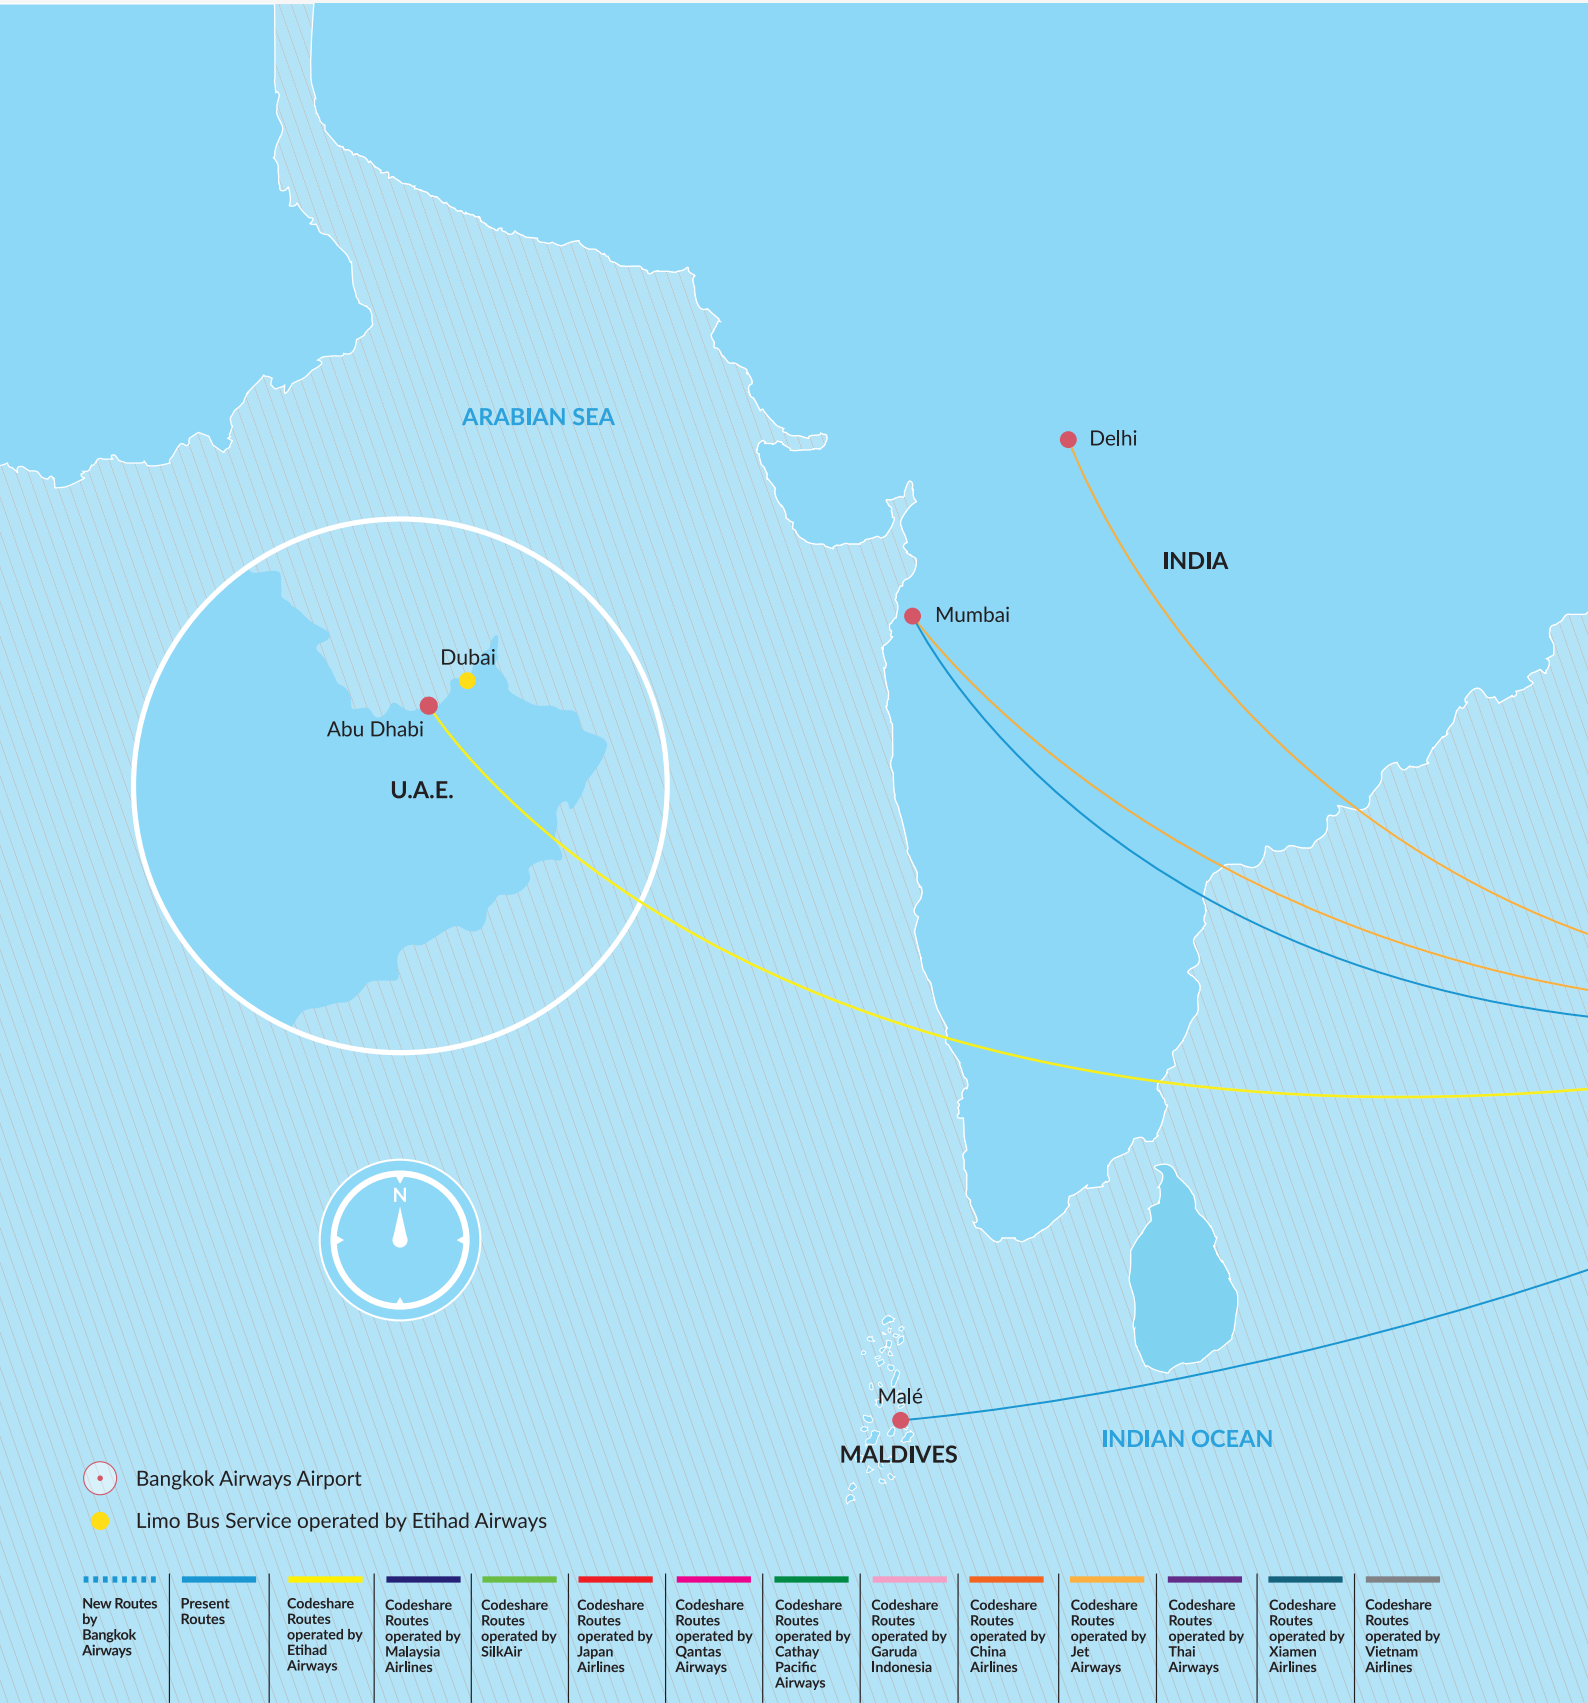 ARABIAN SEA
Delhi
INDIA
Mumbai
Dubai
Abu Dhabi
U.A.E.
N
Malé
MALDIVES
INDIAN OCEAN
Bangkok Airways Airport
Limo Bus Service operated by Etihad Airways
New Routes
by
Bangkok
Airways
Present
Routes
Codeshare
Routes
operated by
Etihad
Airways
Codeshare
Routes
operated by
Malaysia
Airlines
Codeshare
Routes
operated by
SilkAir
Codeshare
Routes
operated by
Japan
Airlines
Codeshare
Routes
operated by
Qantas
Airways
Codeshare
Routes
operated by
Cathay
Pacific
Airways
Codeshare
Routes
operated by
Garuda
Indonesia
Codeshare
Routes
operated by
China
Airlines
Codeshare
Routes
operated by
Jet
Airways
Codeshare
Routes
operated by
Thai
Airways
Codeshare
Routes
operated by
Xiamen
Airlines
Codeshare
Routes
operated by
Vietnam
Airlines